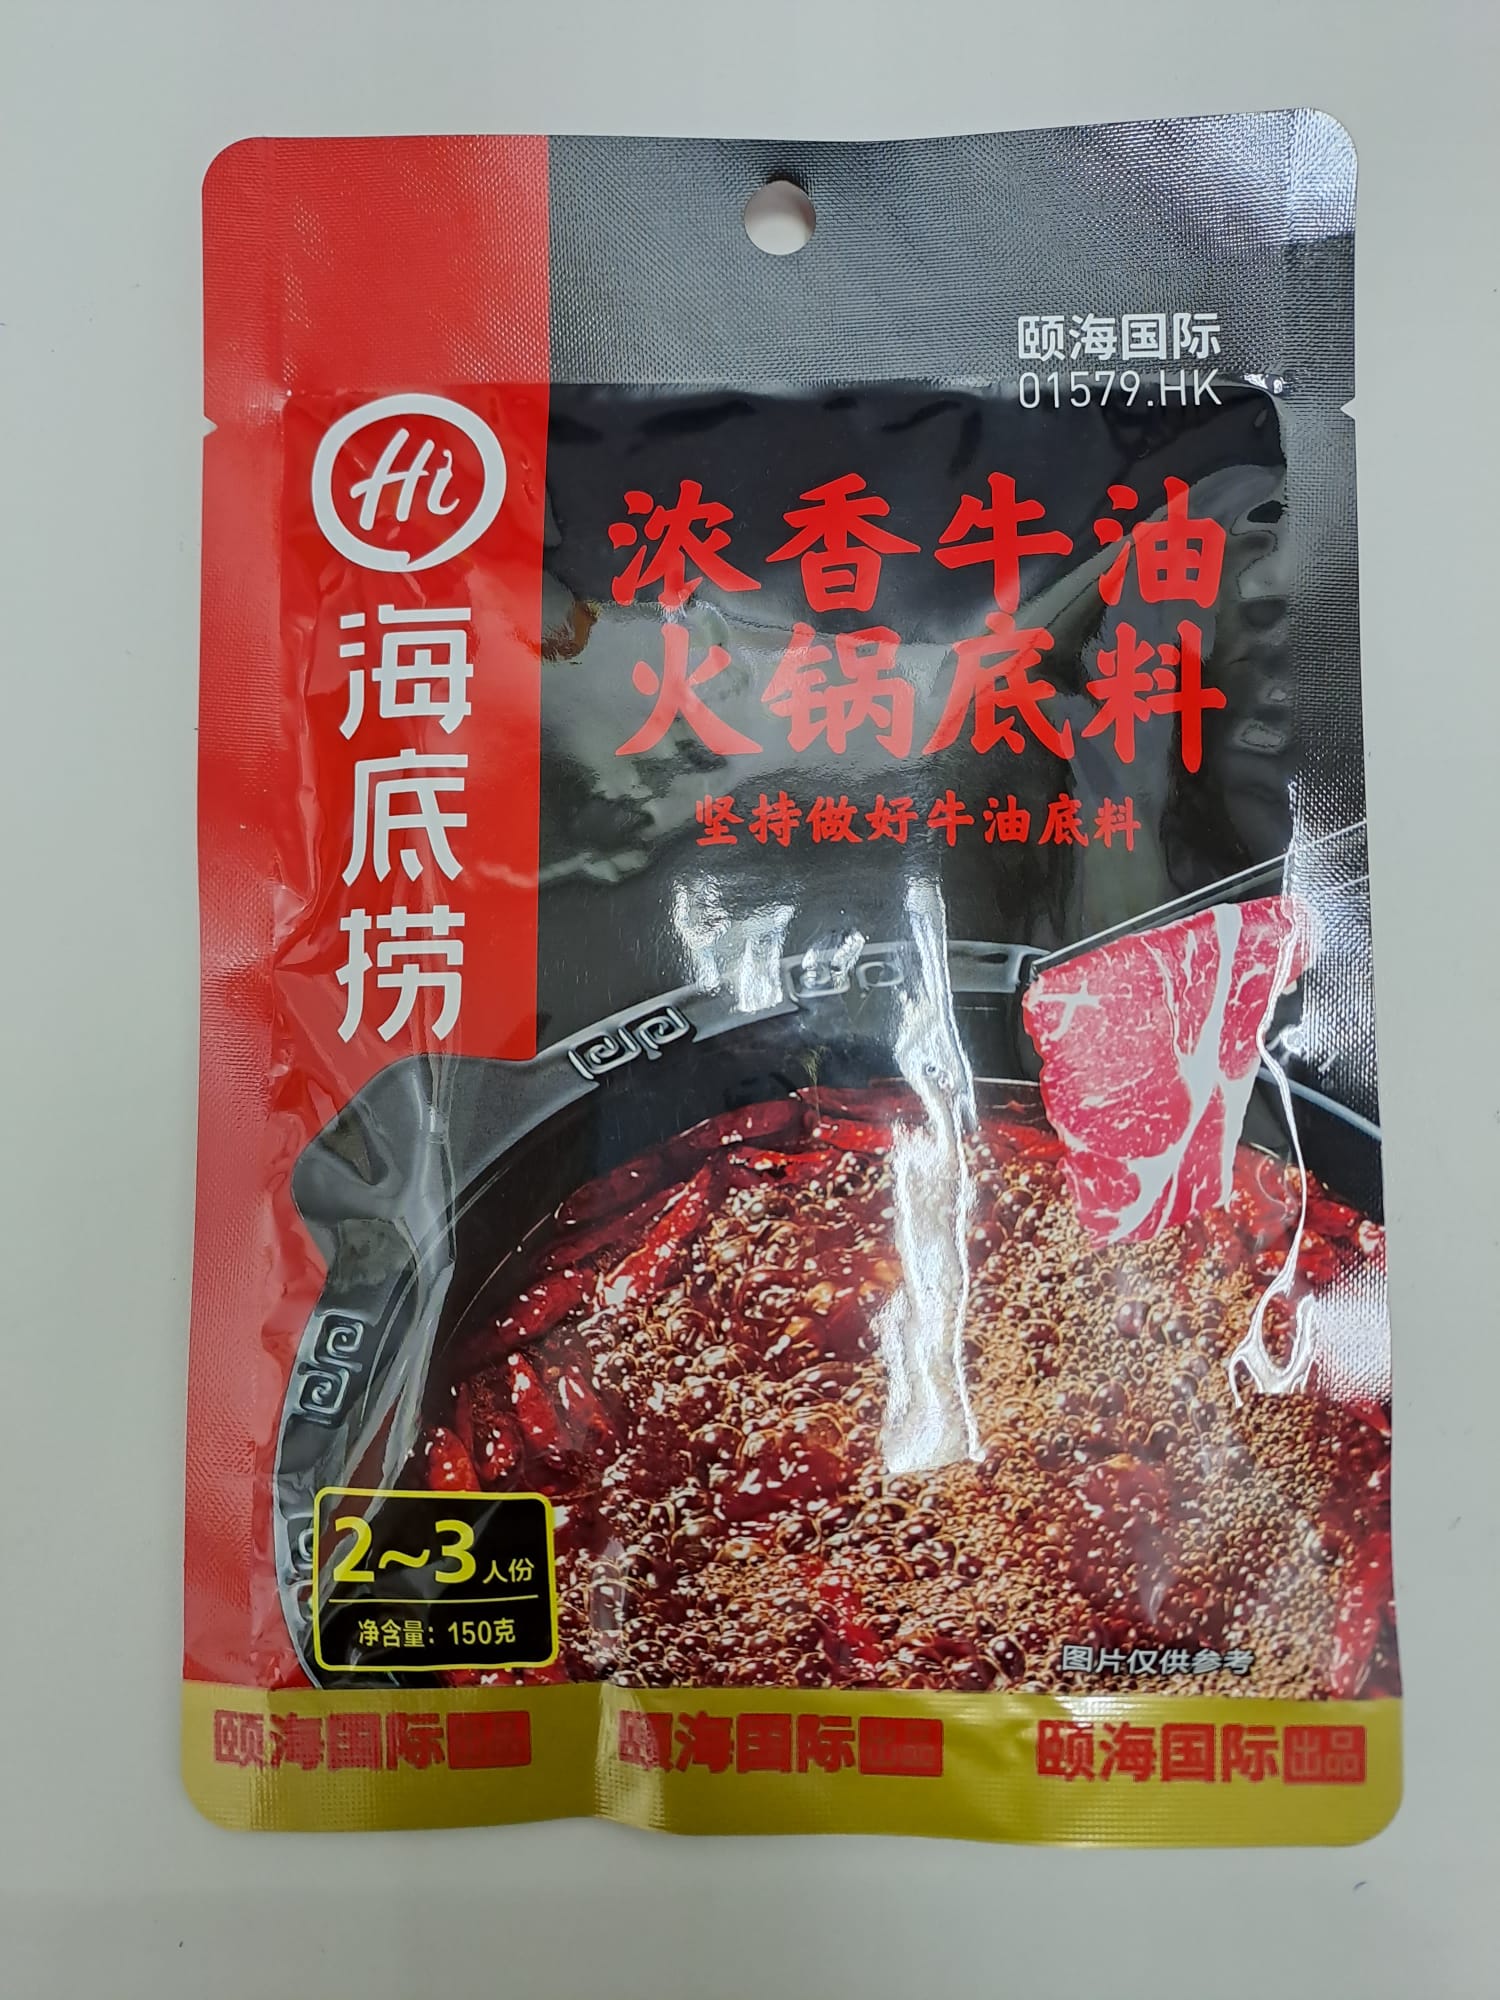 颐海国际
01579.HK
Hi
海底捞
浓香牛油
火锅底料
坚持做好牛油底料
2~3人份
净含量：150克
图片仅供参考
颐海国际出品 颐海国际出品 颐海国际出品